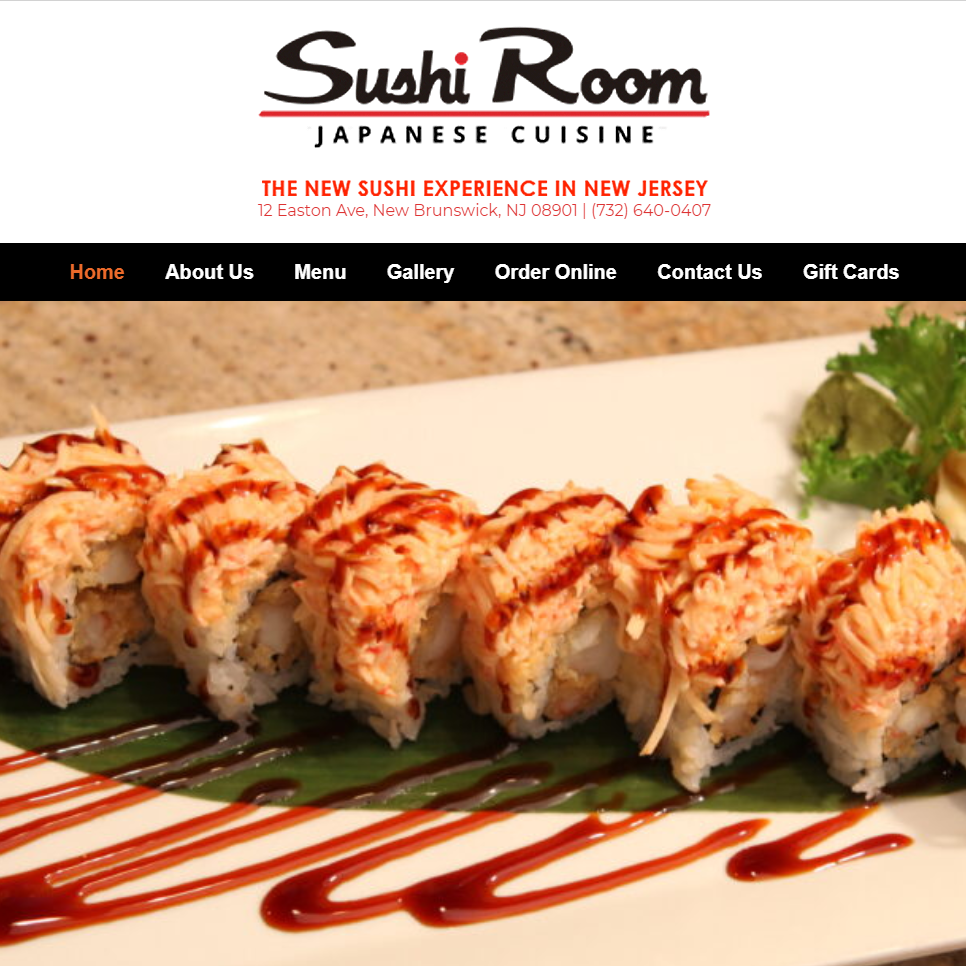 Sushi Room
JAPANESE CUISINE
THE NEW SUSHI EXPERIENCE IN NEW JERSEY
12 Easton Ave, New Brunswick, NJ 08901 | (732) 640-0407
Home About Us Menu Gallery Order Online Contact Us Gift Cards